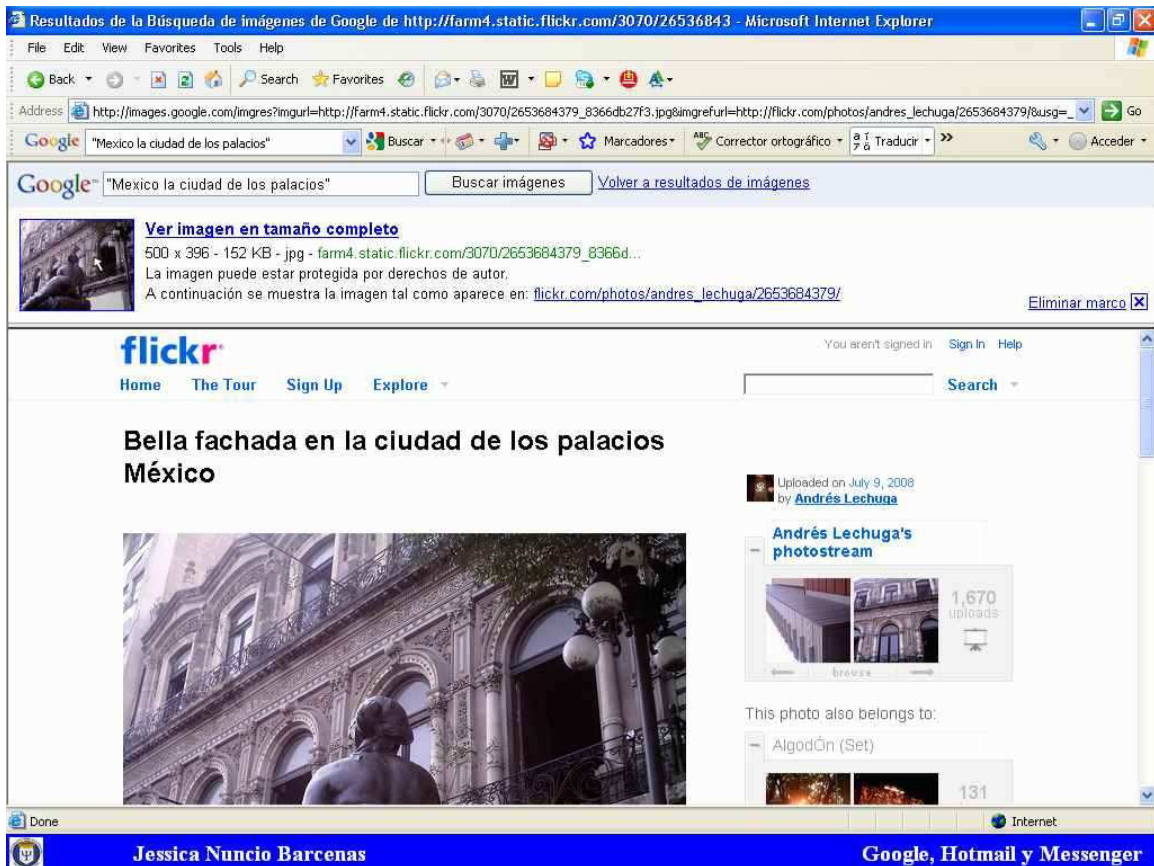 Resultados de la Búsqueda de imágenes de Google de http://farm4.static.flickr.com/3070/26536843 - Microsoft Internet Explorer
File Edit View Favorites Tools Help
Back Search Favorites
Address http://images.google.com/imgres?imgurl=http://farm4.static.flickr.com/3070/2653684379_8366db27f3.jpg&imgrefurl=http://flickr.com/photos/andres_lechuga/2653684379/&usg=_ Go
Google "Mexico la ciudad de los palacios" Buscar Marcadores Corrector ortográfico Traducir Acceder
Google "Mexico la ciudad de los palacios" Buscar imágenes Volver a resultados de imágenes
Ver imagen en tamaño completo
500 x 396 - 152 KB - jpg - farm4.static.flickr.com/3070/2653684379_8366d...
La imagen puede estar protegida por derechos de autor.
A continuación se muestra la imagen tal como aparece en: flickr.com/photos/andres_lechuga/2653684379/
Eliminar marco
flickr
You aren't signed in Sign In Help
Home The Tour Sign Up Explore Search
Bella fachada en la ciudad de los palacios
México
Uploaded on July 9, 2008
by Andrés Lechuga
Andrés Lechuga's
photostream
1,670
uploads
browse
This photo also belongs to:
AlgodÓn (Set)
131
Done Internet
Jessica Nuncio Barcenas Google, Hotmail y Messenger